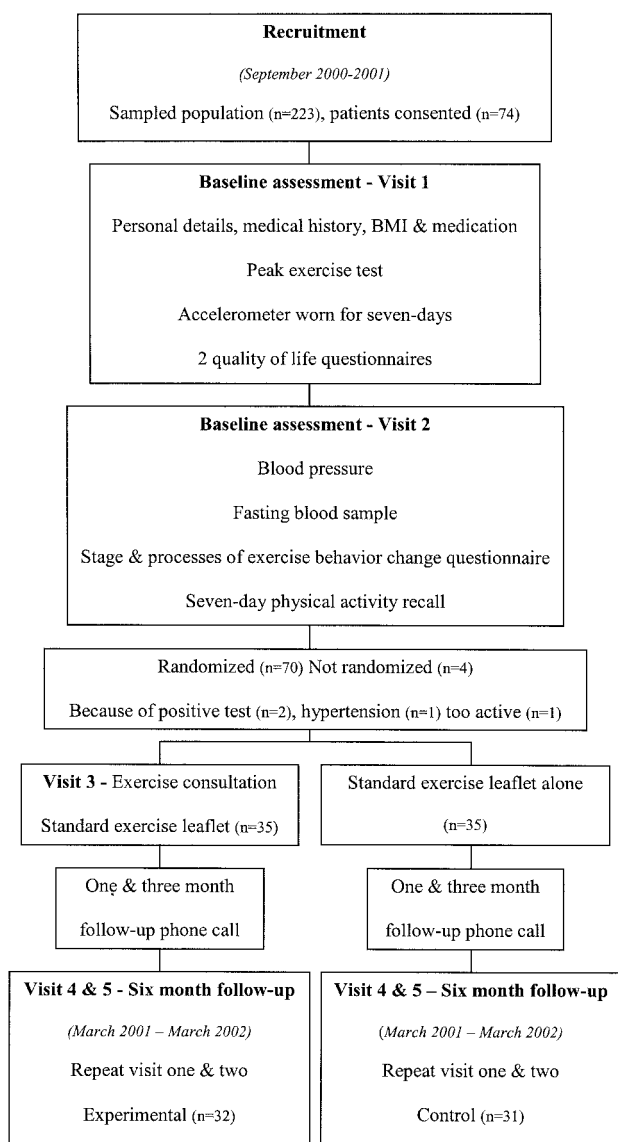 Recruitment
(September 2000-2001)
Sampled population (n=223), patients consented (n=74)
Baseline assessment - Visit 1
Personal details, medical history, BMI & medication
Peak exercise test
Accelerometer worn for seven-days
2 quality of life questionnaires
Baseline assessment - Visit 2
Blood pressure
Fasting blood sample
Stage & processes of exercise behavior change questionnaire
Seven-day physical activity recall
Randomized (n=70) Not randomized (n=4)
Because of positive test (n=2), hypertension (n=1) too active (n=1)
Visit 3 - Exercise consultation
Standard exercise leaflet (n=35)
Standard exercise leaflet alone
(n=35)
One & three month
follow-up phone call
One & three month
follow-up phone call
Visit 4 & 5 - Six month follow-up
(March 2001 – March 2002)
Repeat visit one & two
Experimental (n=32)
Visit 4 & 5 – Six month follow-up
(March 2001 – March 2002)
Repeat visit one & two
Control (n=31)